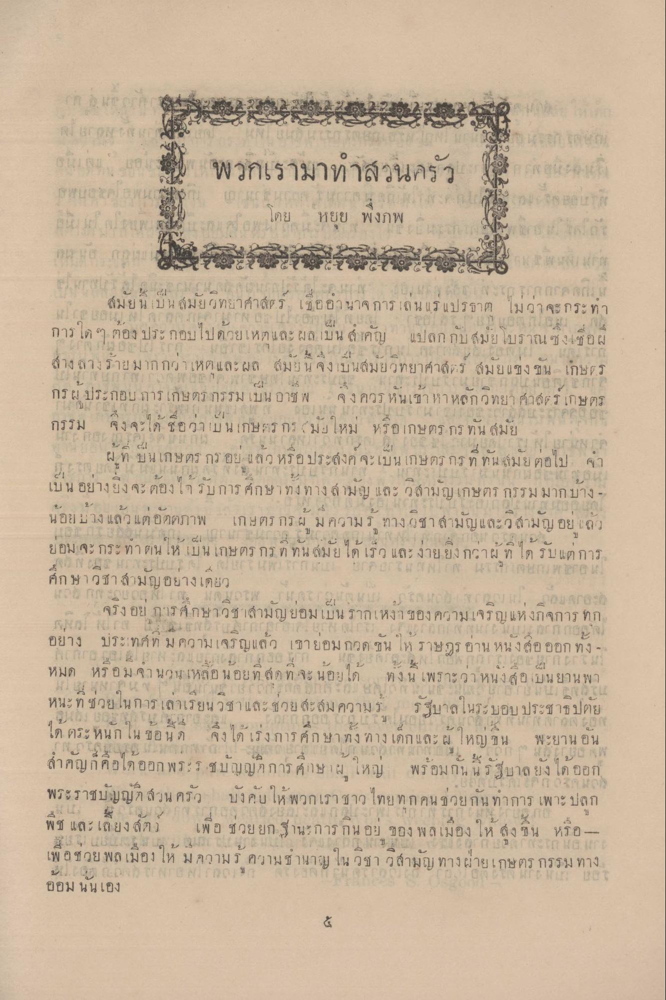 พวกเรามาทำสวนครัว
โดย หยุย พึ่งภพ
สมัยนี้เป็นสมัยวิทยาศาสตร์ เชื่ออำนาจการเล่นแร่แปรธาตุ ไม่ว่าจะกระทำ
การใดๆ ต้องประกอบไปด้วยเหตุและผลเป็นสำคัญ แปลกกับสมัยโบราณซึ่งเชื่อผี
สางลางร้ายมากกว่าเหตุและผล สมัยนี้จึงเป็นสมัยวิทยาศาสตร์ สมัยแข่งขัน เกษตร
กรผู้ประกอบการเกษตรกรรมเป็นอาชีพ จึงควรหันเข้าหาหลักวิทยาศาสตร์เกษตร
กรรม จึงจะได้ชื่อว่าเป็นเกษตรกรสมัยใหม่ หรือเกษตรกรทันสมัย
ผู้ที่เป็นเกษตรกรอยู่แล้วหรือประสงค์จะเป็นเกษตรกรที่ทันสมัยต่อไป จำ
เป็นอย่างยิ่งจะต้องได้รับการศึกษาทั้งทางสามัญและวิสามัญเกษตรกรรมมากบ้าง-
น้อยบ้างแล้วแต่อัตตภาพ เกษตรกรผู้มีความรู้ทางวิชาสามัญและวิสามัญอยู่แล้ว
ย่อมจะกระทำตนให้เป็นเกษตรกรที่ทันสมัยได้เร็วและง่ายยิ่งกว่าผู้ที่ได้รับแต่การ
ศึกษาวิชาสามัญอย่างเดียว
จริงอยู่การศึกษาวิชาสามัญย่อมเป็นรากเหง้าของความเจริญแห่งกิจการทุก
อย่าง ประเทศที่มีความเจริญแล้ว เขาย่อมกวดขันให้ราษฎรอ่านหนังสือออกทั้ง-
หมด หรือมีจำนวนเหลือน้อยที่สุดที่จะน้อยได้ ทั้งนี้เพราะว่าหนังสือเป็นยานพา
หนะที่ช่วยในการเล่าเรียนวิชาและช่วยสะสมความรู้ รัฐบาลในระบอบประชาธิปตัย
ได้ตระหนักในข้อนี้ดี จึงได้เร่งการศึกษาทั้งทางเด็กและผู้ใหญ่ขึ้น พะยานอัน
สำคัญก็คือได้ออกพระราชบัญญัติการศึกษาผู้ใหญ่ พร้อมกันนี้รัฐบาลยังได้ออก
พระราชบัญญัติสวนครัว บังคับให้พวกเราชาวไทยทุกคนช่วยกันทำการเพาะปลูก
พืชและเลี้ยงสัตว์ เพื่อช่วยยกฐานะการกินอยู่ของพลเมืองให้สูงขึ้น หรือ—
เพื่อช่วยพลเมืองให้มีความรู้ความชำนาญในวิชาวิสามัญทางฝ่ายเกษตรกรรมทาง
อ้อมนั่นเอง
๕